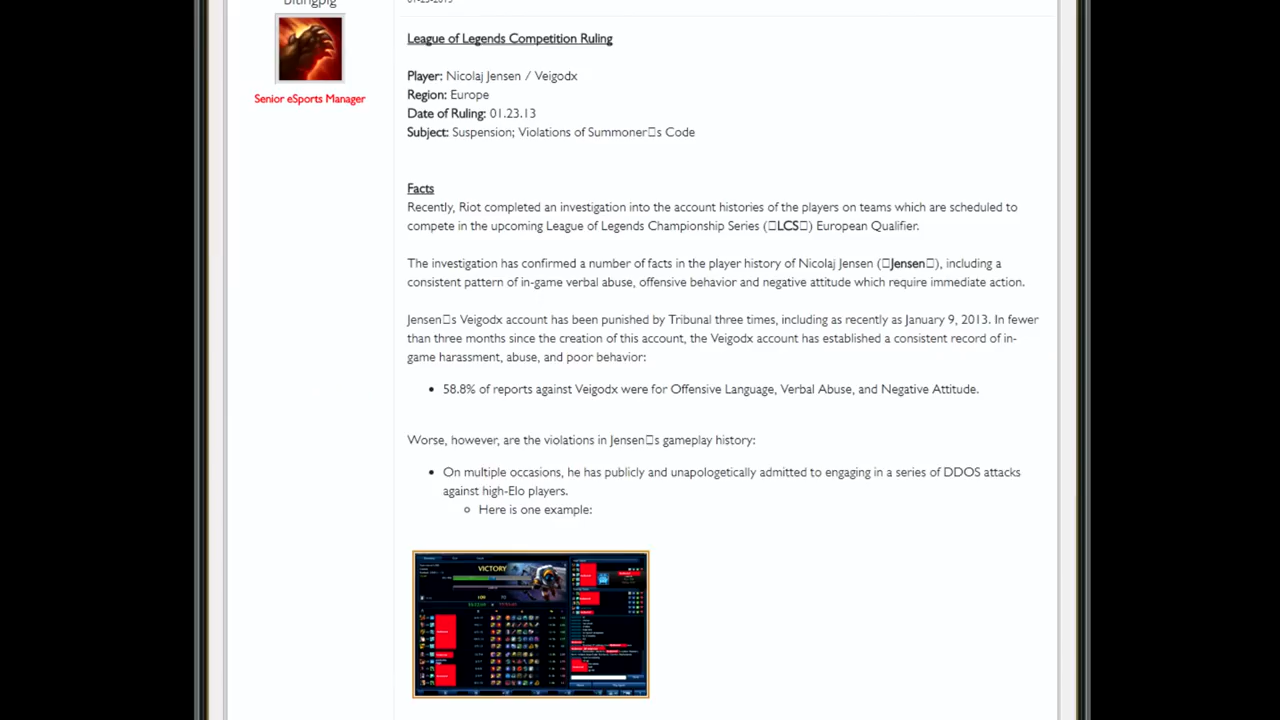 01-23-2013
League of Legends Competition Ruling
Senior eSports Manager
Player: Nicolaj Jensen / Veigodx
Region: Europe
Date of Ruling: 01.23.13
Subject: Suspension; Violations of Summoner□s Code
Facts
Recently, Riot completed an investigation into the account histories of the players on teams which are scheduled to
compete in the upcoming League of Legends Championship Series (□LCS□) European Qualifier.
The investigation has confirmed a number of facts in the player history of Nicolaj Jensen (□Jensen□), including a
consistent pattern of in-game verbal abuse, offensive behavior and negative attitude which require immediate action.
Jensen□s Veigodx account has been punished by Tribunal three times, including as recently as January 9, 2013. In fewer
than three months since the creation of this account, the Veigodx account has established a consistent record of in-
game harassment, abuse, and poor behavior:
• 58.8% of reports against Veigodx were for Offensive Language, Verbal Abuse, and Negative Attitude.
Worse, however, are the violations in Jensen□s gameplay history:
• On multiple occasions, he has publicly and unapologetically admitted to engaging in a series of DDOS attacks
against high-Elo players.
○ Here is one example:
VICTORY